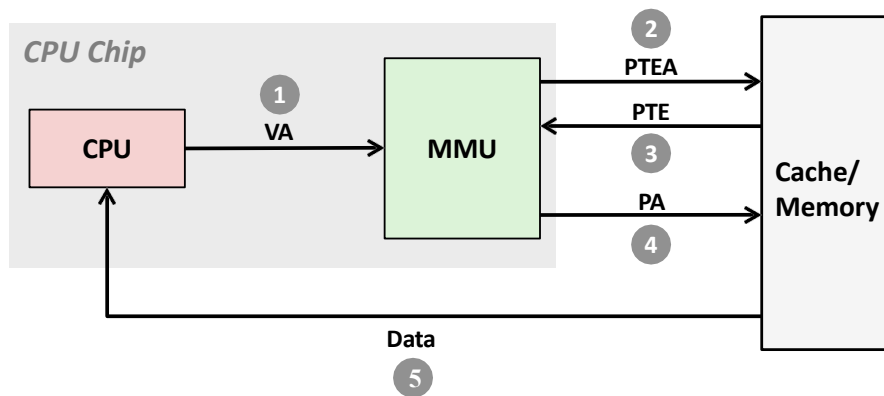 CPU Chip
2
PTEA
1
VA
PTE
3
CPU
MMU
Cache/
Memory
PA
4
Data
5